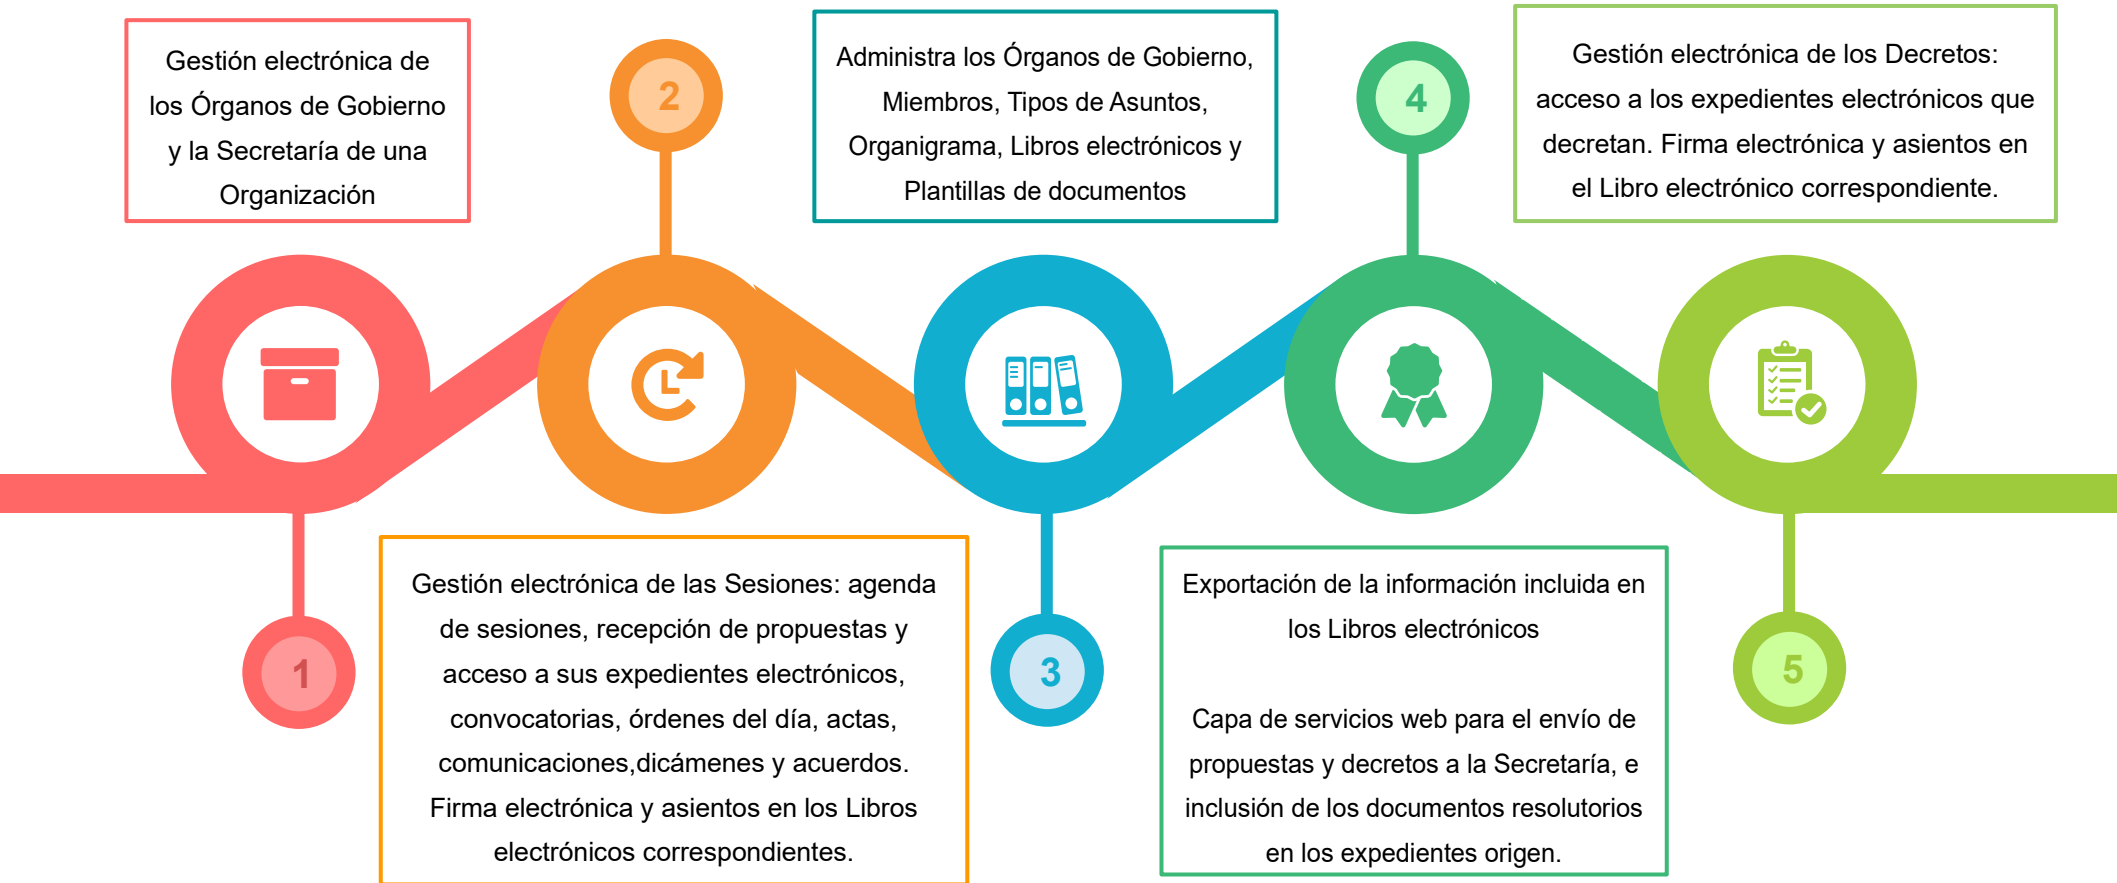 Gestión electrónica de
los Órganos de Gobierno
y la Secretaría de una
Organización
1
2
Gestión electrónica de las Sesiones: agenda
de sesiones, recepción de propuestas y
acceso a sus expedientes electrónicos,
convocatorias, órdenes del día, actas,
comunicaciones,dicámenes y acuerdos.
Firma electrónica y asientos en los Libros
electrónicos correspondientes.
Administra los Órganos de Gobierno,
Miembros, Tipos de Asuntos,
Organigrama, Libros electrónicos y
Plantillas de documentos
3
4
Exportación de la información incluida en
los Libros electrónicos
Capa de servicios web para el envío de
propuestas y decretos a la Secretaría, e
inclusión de los documentos resolutorios
en los expedientes origen.
Gestión electrónica de los Decretos:
acceso a los expedientes electrónicos que
decretan. Firma electrónica y asientos en
el Libro electrónico correspondiente.
5